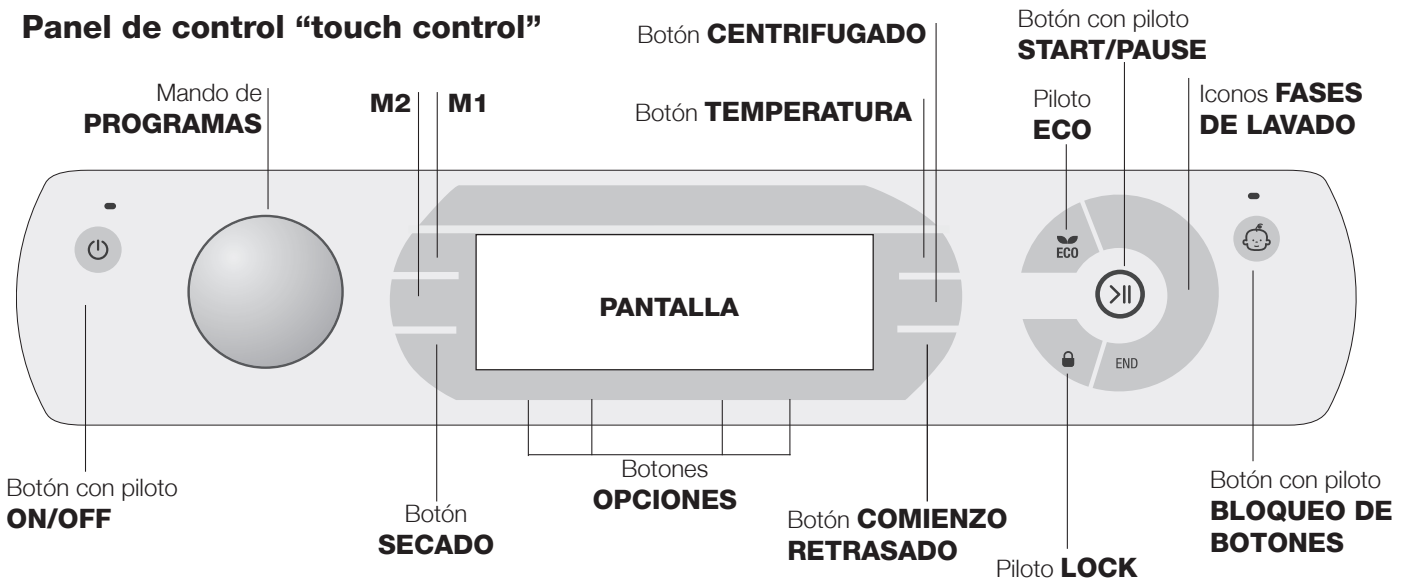 Panel de control “touch control”
Mando de
PROGRAMAS
M2
M1
Botón CENTRIFUGADO
Botón TEMPERATURA
Botón con piloto
START/PAUSE
Piloto
ECO
Iconos FASES
DE LAVADO
ECO
PANTALLA
END
Botón con piloto
ON/OFF
Botón
SECADO
Botones
OPCIONES
Botón COMIENZO
RETRASADO
Piloto LOCK
Botón con piloto
BLOQUEO DE
BOTONES